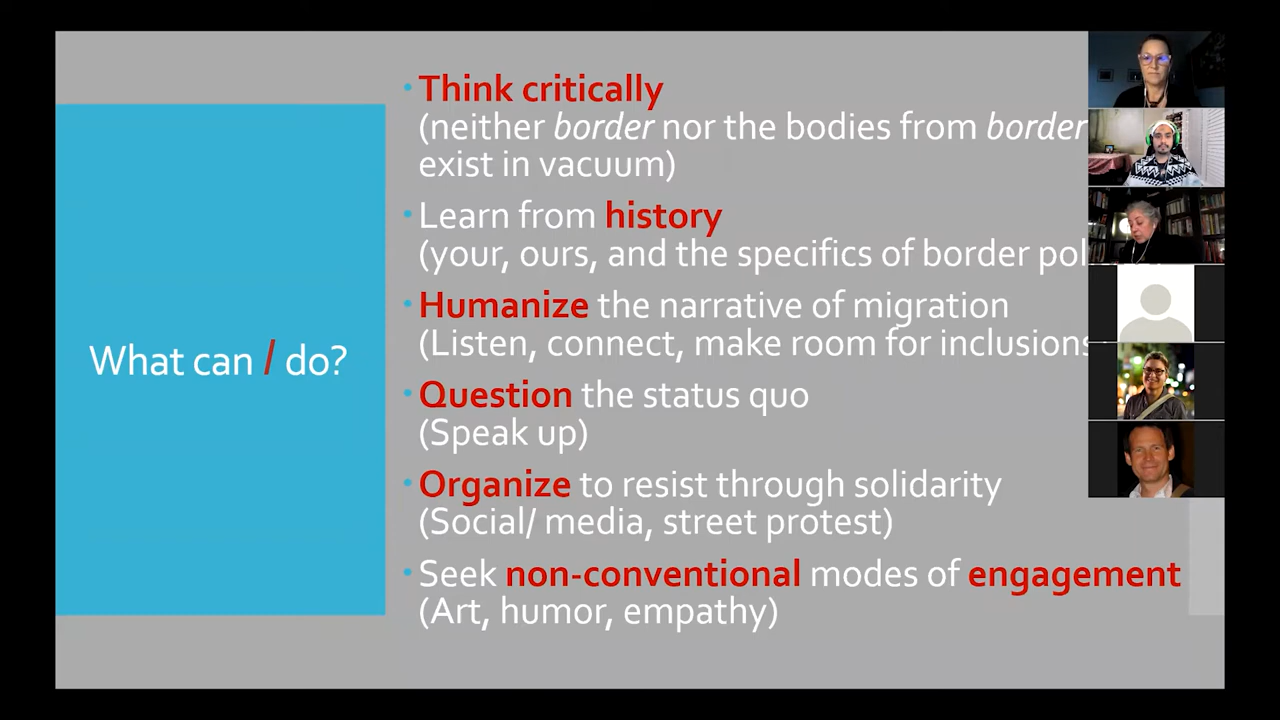 What can I do?
Think critically
(neither border nor the bodies from border
exist in vacuum)
Learn from history
(your, ours, and the specifics of border
Humanize the narrative of migration
(Listen, connect, make room for inclusions
Question the status quo
(Speak up)
Organize to resist through solidarity
(Social/ media, street protest)
Seek non-conventional modes of engagement
(Art, humor, empathy)